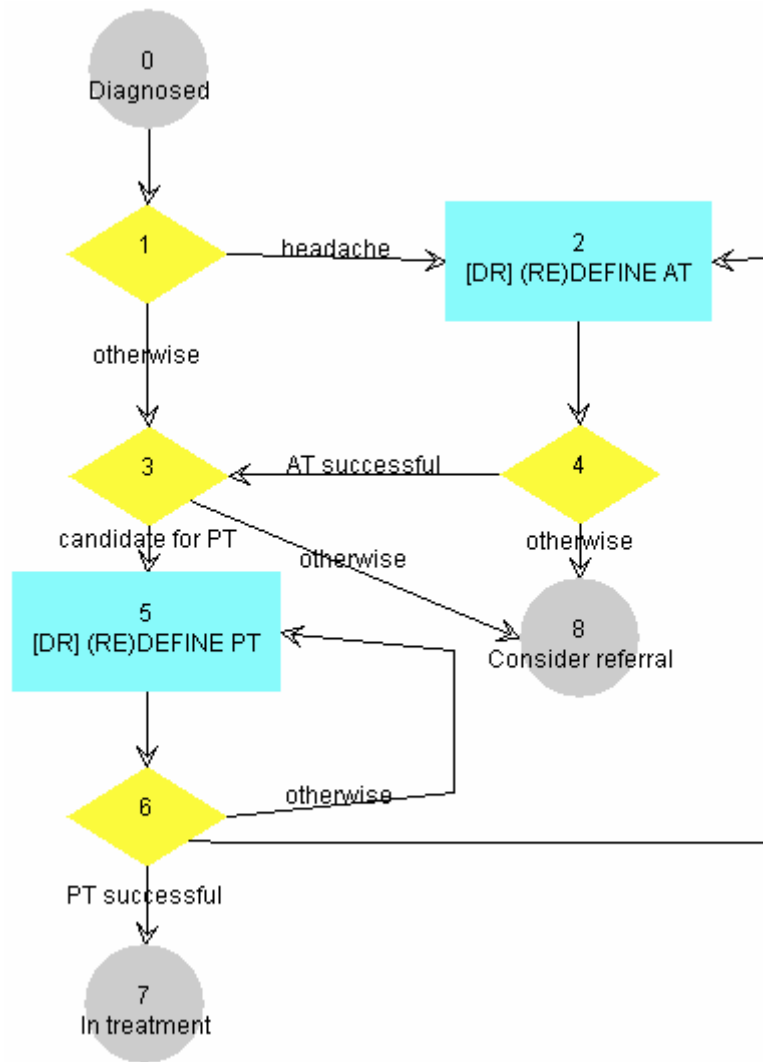 0
Diagnosed
1
headache
2
[DR] (RE)DEFINE AT
otherwise
3
AT successful
4
candidate for PT
otherwise
otherwise
5
[DR] (RE)DEFINE PT
8
Consider referral
6
otherwise
PT successful
7
In treatment